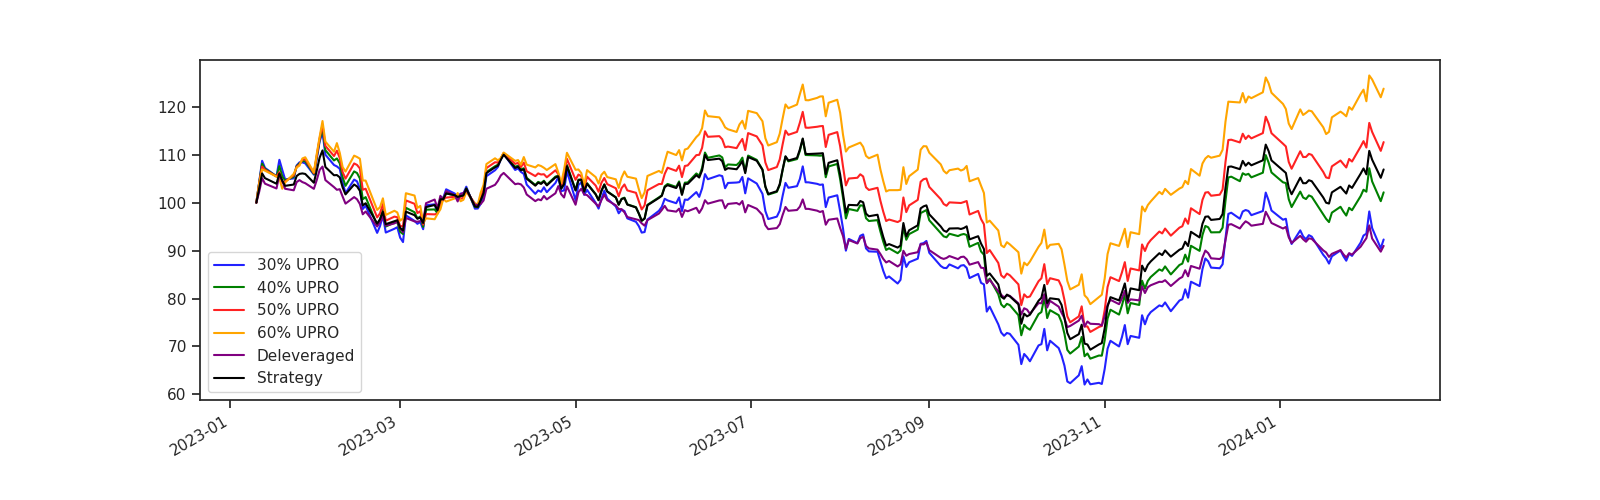 120
110
100
90
80
70
60
30% UPRO
40% UPRO
50% UPRO
60% UPRO
Deleveraged
Strategy
2023-01
2023-03
2023-05
2023-07
2023-09
2023-11
2024-01